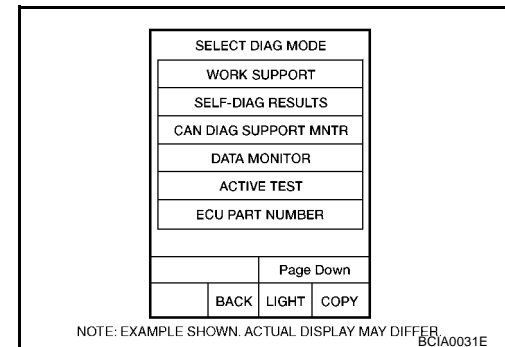 SELECT DIAG MODE
WORK SUPPORT
SELF-DIAG RESULTS
CAN DIAG SUPPORT MNTR
DATA MONITOR
ACTIVE TEST
ECU PART NUMBER
Page Down
BACK LIGHT COPY
NOTE: EXAMPLE SHOWN. ACTUAL DISPLAY MAY DIFFER.
BCIA0031E